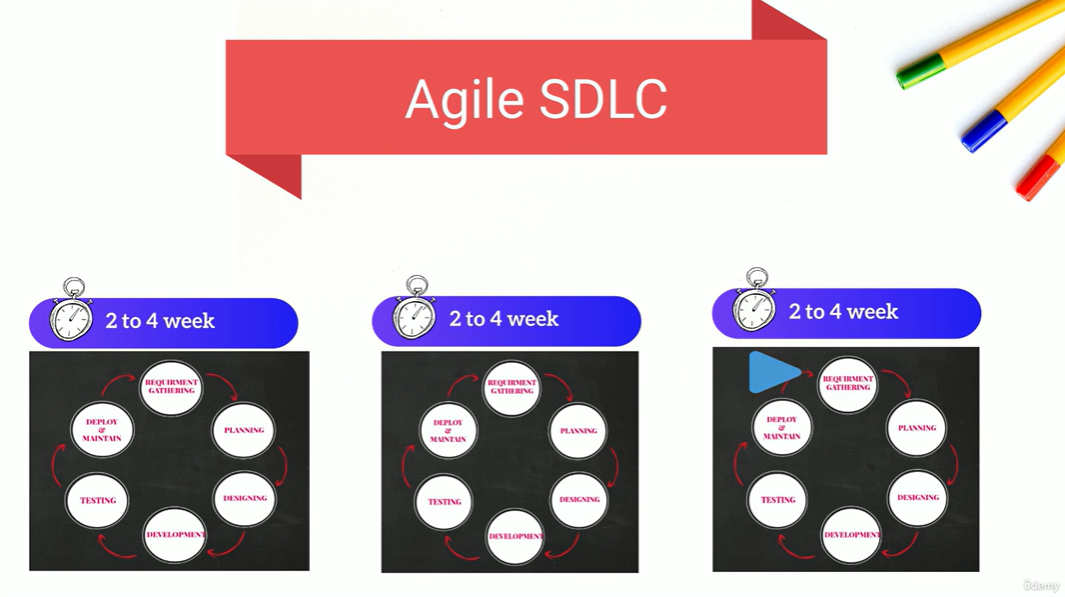 Agile SDLC
2 to 4 week
2 to 4 week
2 to 4 week
REQUIRMENT
GATHERING
PLANNING
DESIGNING
DEVELOPMENT
TESTING
DEPLOY
&
MAINTAIN
REQUIRMENT
GATHERING
PLANNING
DESIGNING
DEVELOPMENT
TESTING
DEPLOY
&
MAINTAIN
REQUIRMENT
GATHERING
PLANNING
DESIGNING
DEVELOPMENT
TESTING
DEPLOY
&
MAINTAIN
ûdemy